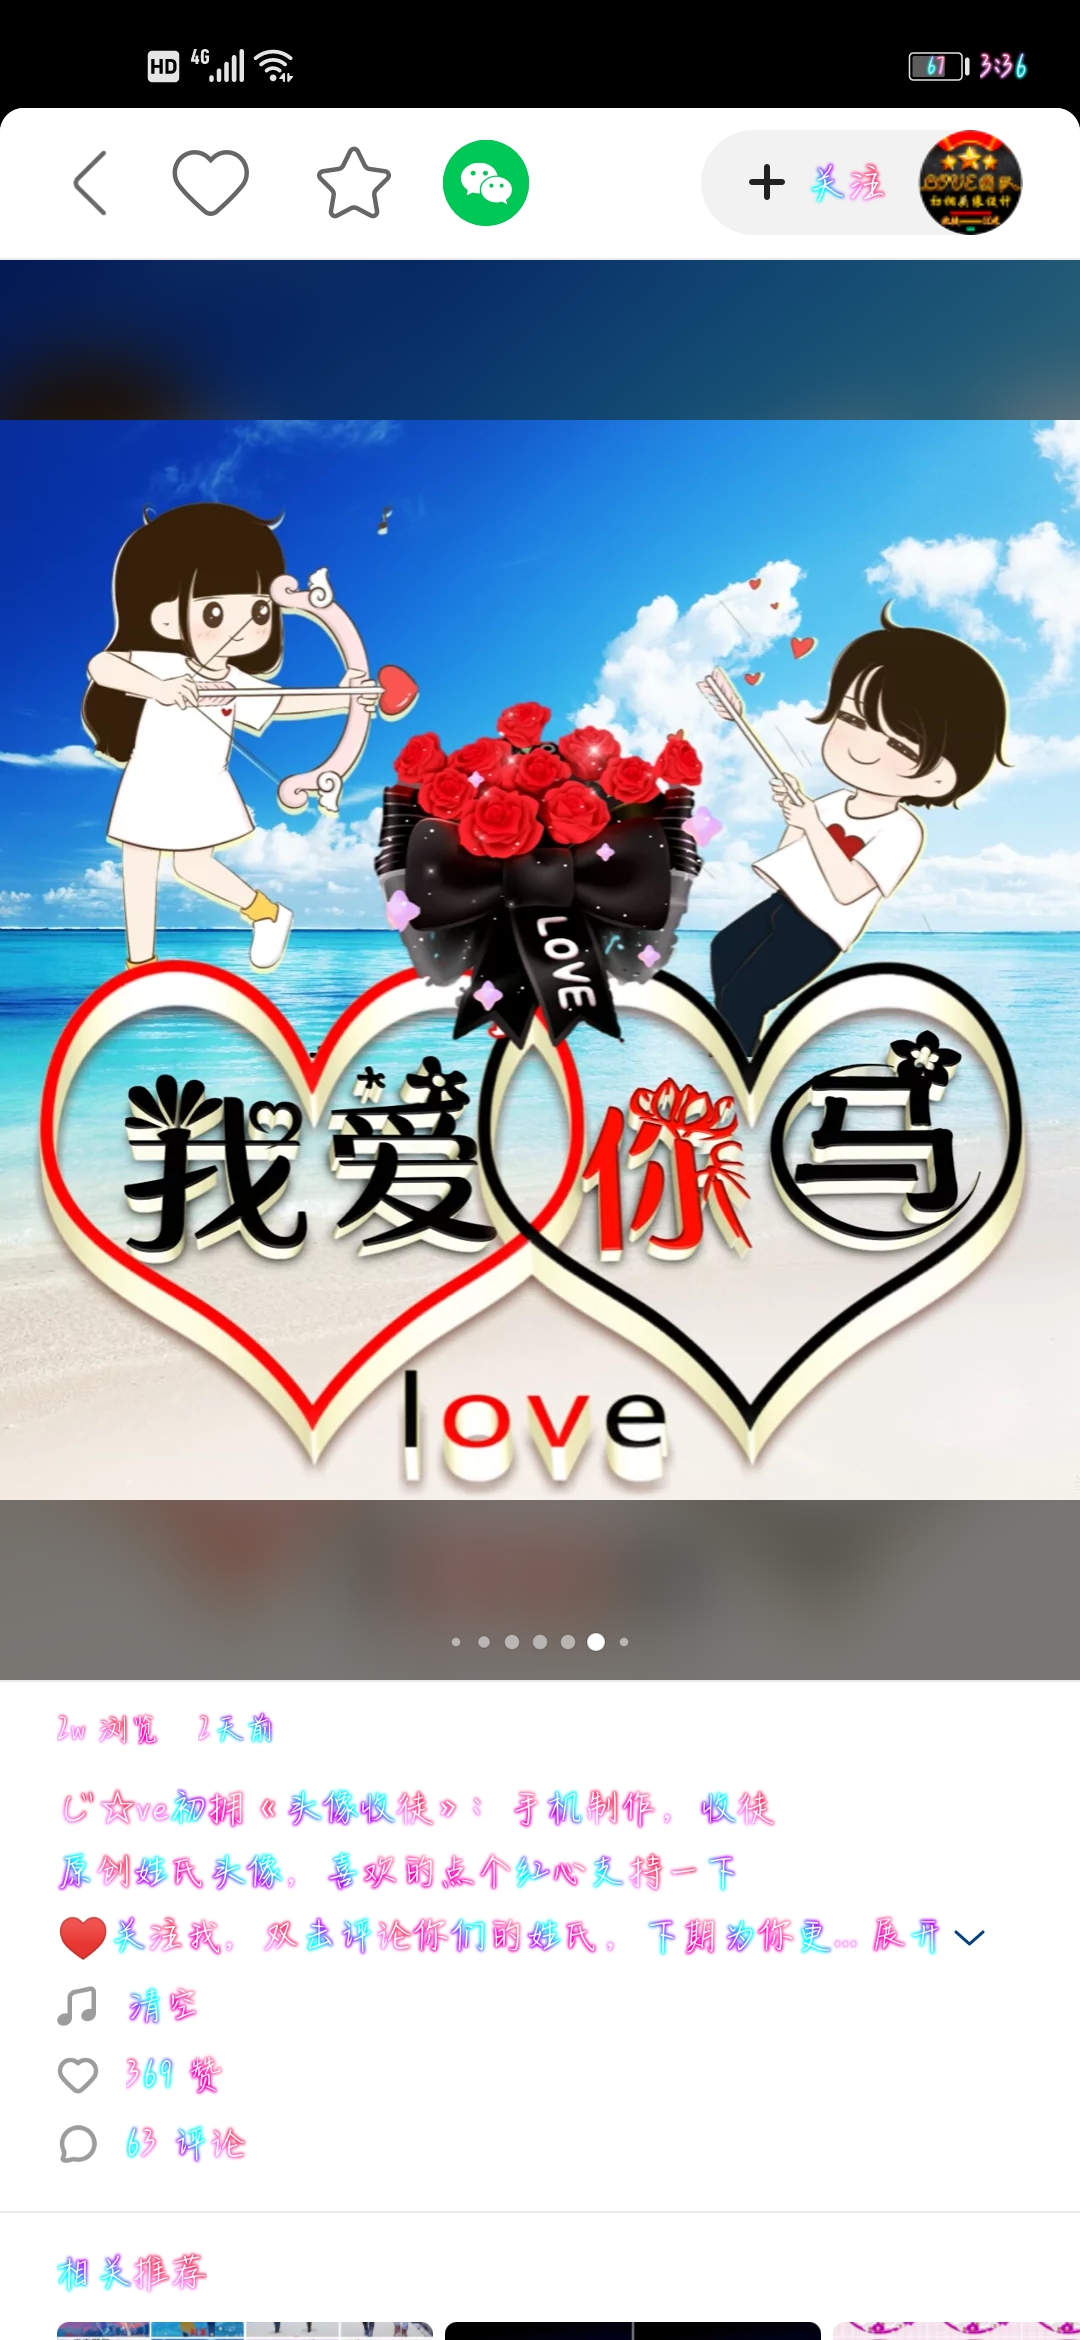 HD 4G 67 3:36
关注
LOVE
我爱你马
love
2w 浏览 2天前
じ☆ve初拥《头像收徒》：手机制作，收徒
原创姓氏头像，喜欢的点个红心支持一下
❤️关注我，双击评论你们的姓氏，下期为你更... 展开
清空
369 赞
63 评论
相关推荐